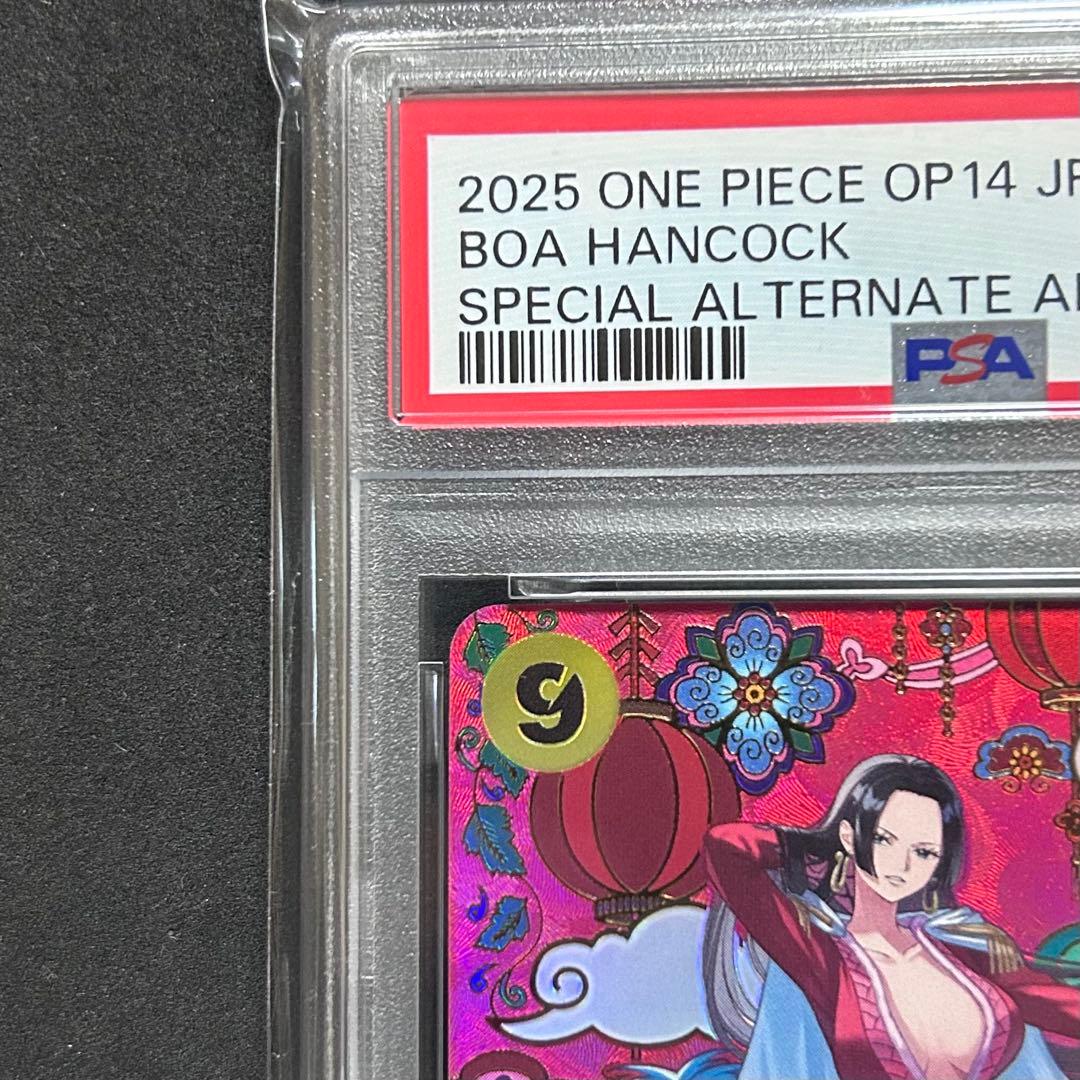 2025 ONE PIECE OP14 JP
BOA HANCOCK
SPECIAL ALTERNATE
PSA
9